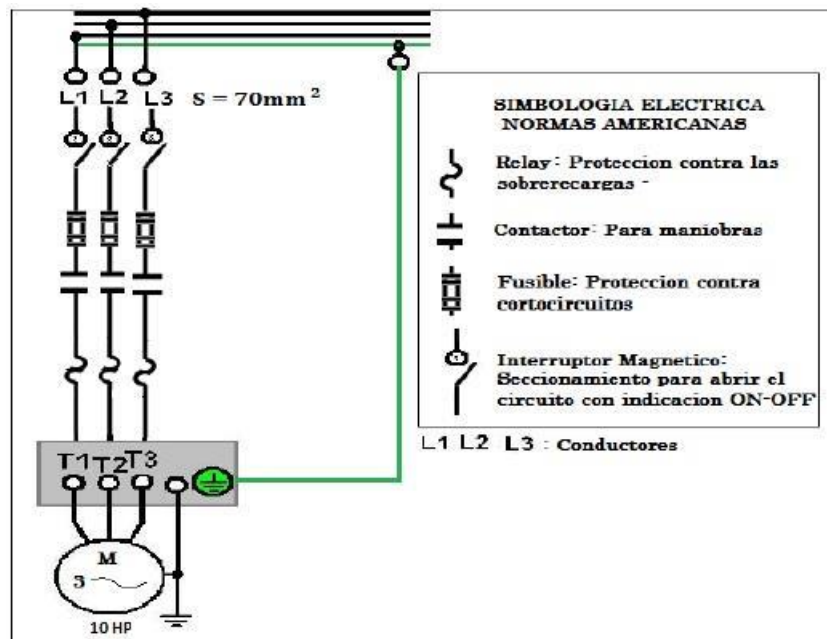 L1 L2 L3 S = 70mm²
SIMBOLOGIA ELECTRICA
NORMAS AMERICANAS
Relay: Proteccion contra las
sobrerecargas -
Contactor: Para maniobras
Fusible: Proteccion contra
cortocircuitos
Interruptor Magnetico:
Seccionamiento para abrir el
circuito con indicacion ON-OFF
L1 L2 L3 : Conductores
T1 T2 T3
M
3
10 HP